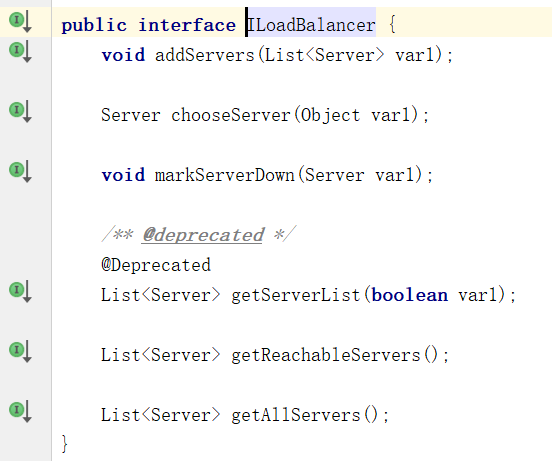 public interface ILoadBalancer {
void addServers(List<Server> var1);
Server chooseServer(Object var1);
void markServerDown(Server var1);
/** @deprecated */
@Deprecated
List<Server> getServerList(boolean var1);
List<Server> getReachableServers();
List<Server> getAllServers();
}